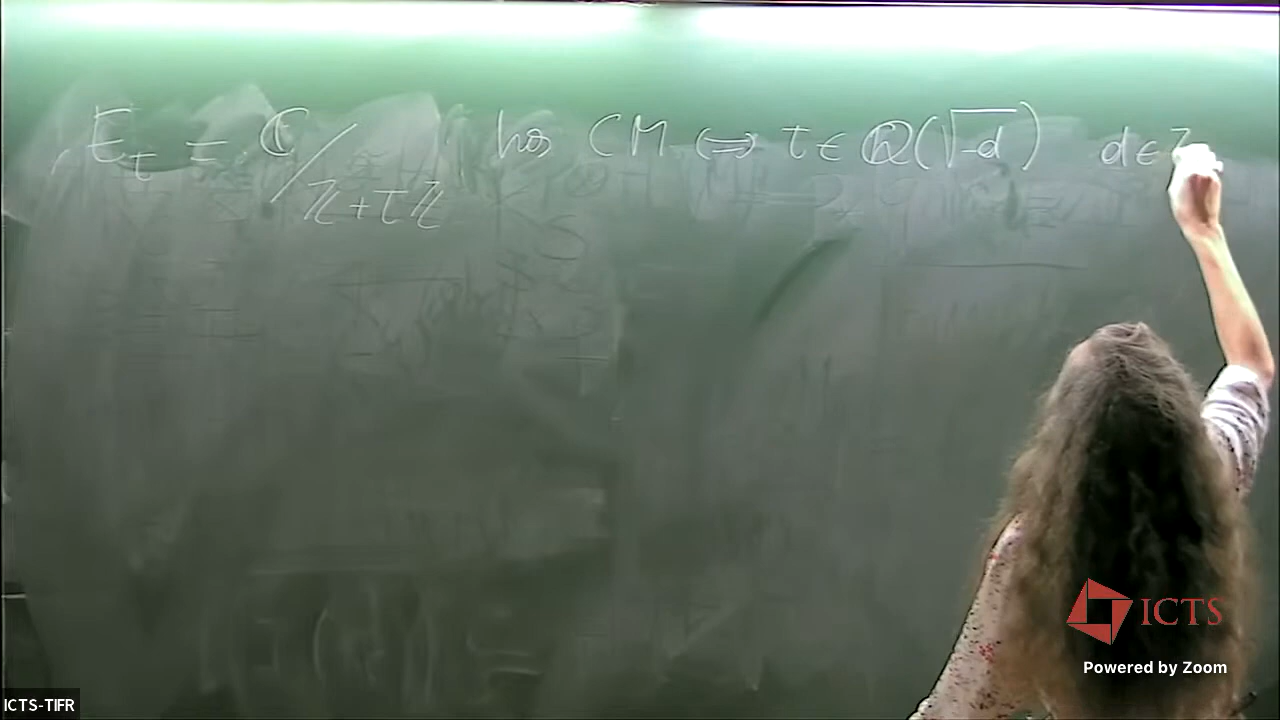 E_τ = ℂ/ℤ+τℤ has CM ⟺ τ ∈ ℚ(√-d) d ∈ ℤ
ICTS
Powered by Zoom
ICTS-TIFR